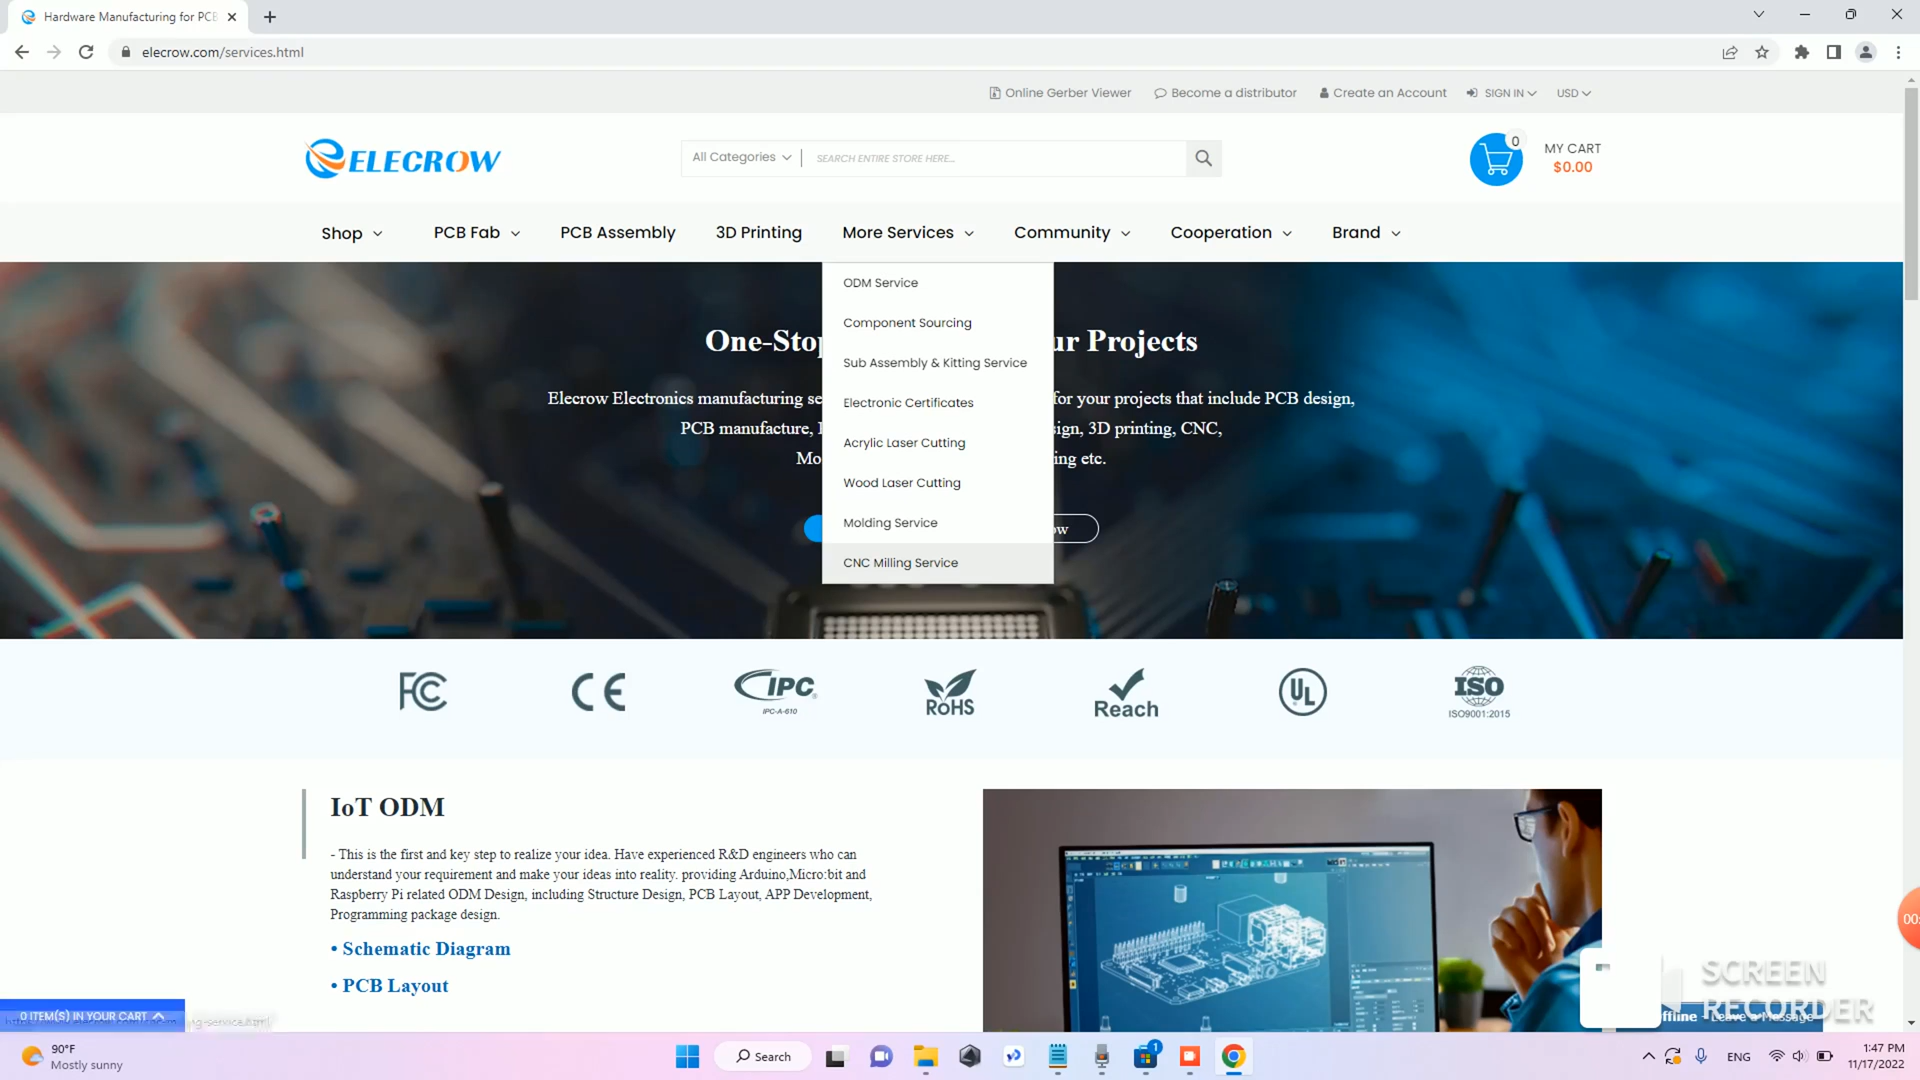 Hardware Manufacturing for PCB
elecrow.com/services.html
Online Gerber Viewer
Become a distributor
Create an Account
SIGN IN
USD
ELECROW
All Categories
SEARCH ENTIRE STORE HERE...
0
MY CART
$0.00
Shop
PCB Fab
PCB Assembly
3D Printing
More Services
Community
Cooperation
Brand
ODM Service
Component Sourcing
Sub Assembly & Kitting Service
Electronic Certificates
Acrylic Laser Cutting
Wood Laser Cutting
Molding Service
CNC Milling Service
One-Stop ur Projects
Elecrow Electronics manufacturing se for your projects that include PCB design,
PCB manufacture, ign, 3D printing, CNC,
Mo ing etc.
ow
FC
CE
IPC
IPC-A-610
RoHS
Reach
UL
ISO
ISO9001:2015
IoT ODM
- This is the first and key step to realize your idea. Have experienced R&D engineers who can
understand your requirement and make your ideas into reality. providing Arduino,Micro:bit and
Raspberry Pi related ODM Design, including Structure Design, PCB Layout, APP Development,
Programming package design.
• Schematic Diagram
• PCB Layout
0 ITEM(S) IN YOUR CART
00:
SCREEN
RECORDER
ffline - Leave a Message
90°F
Mostly sunny
Search
1
ENG
1:47 PM
11/17/2022